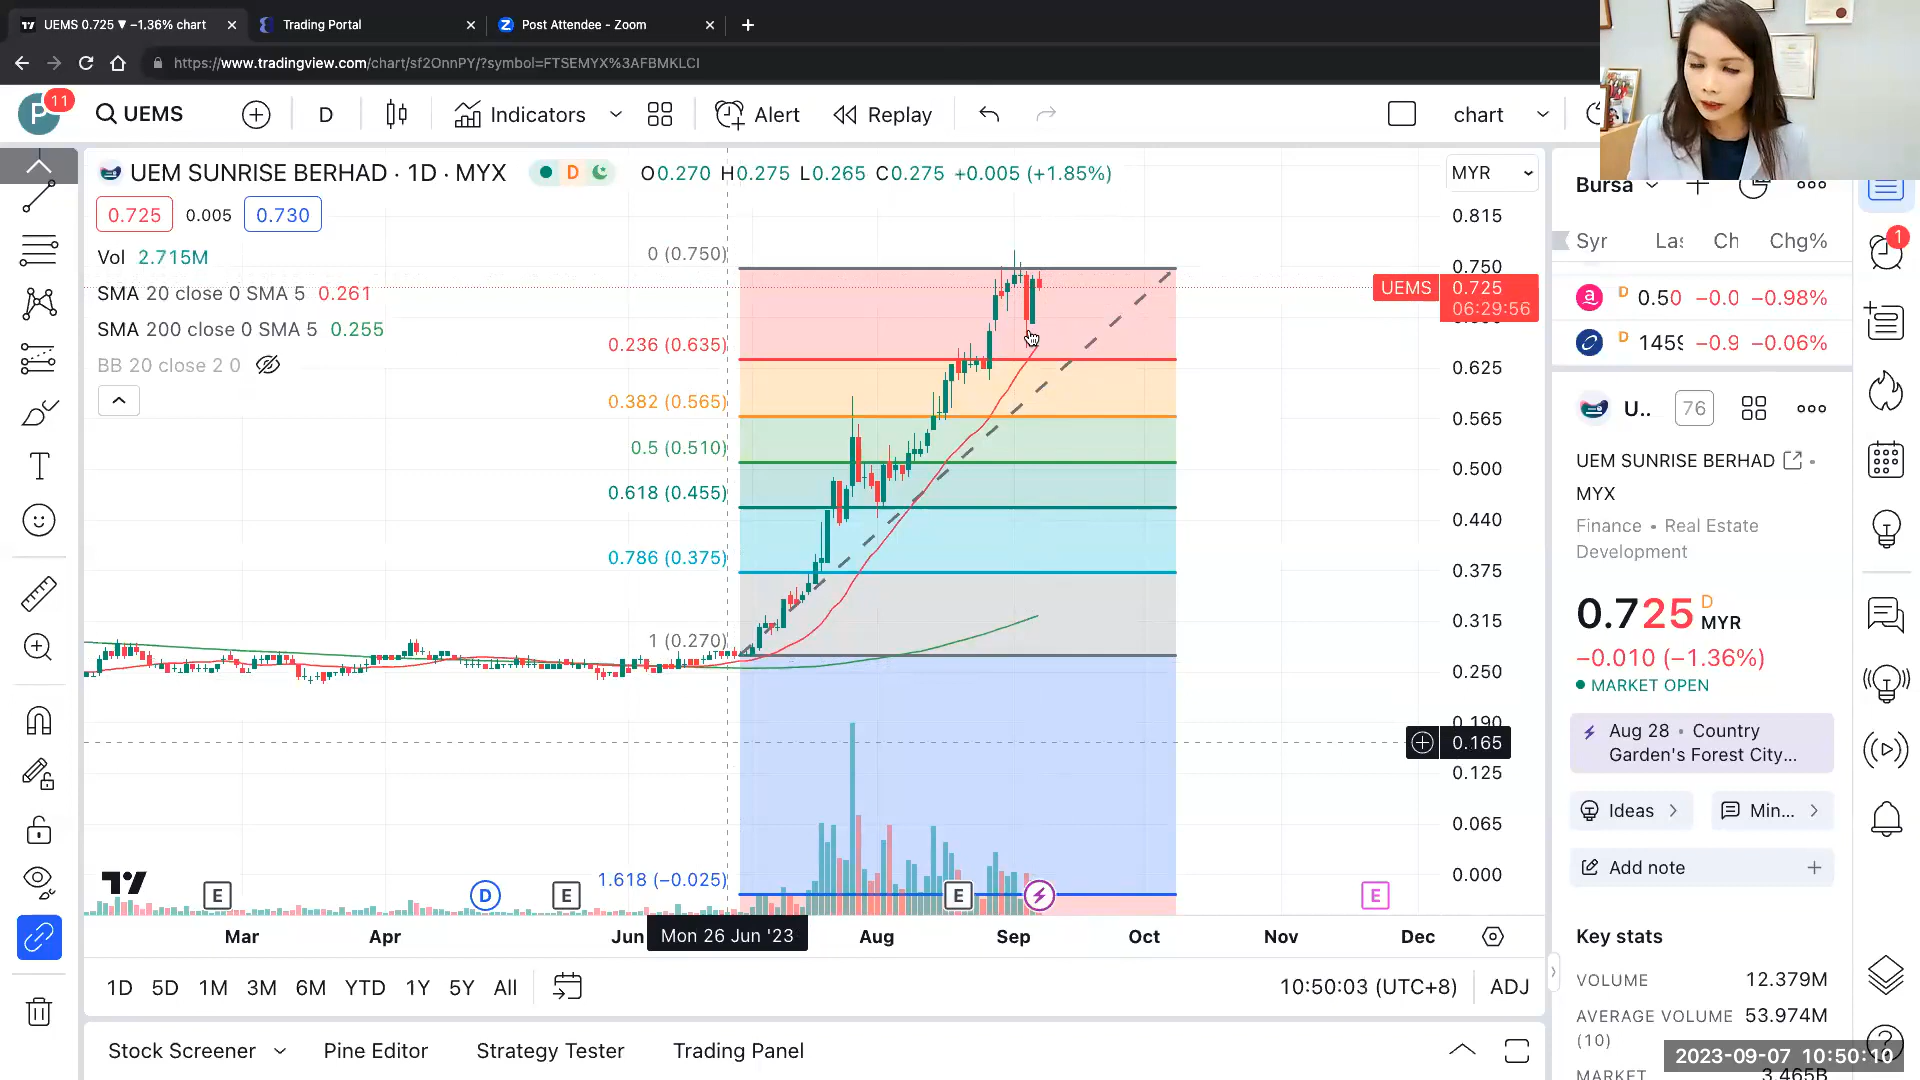 UEMS 0.725 ▼ −1.36% chart
Trading Portal
Post Attendee - Zoom
https://www.tradingview.com/chart/sf2OnnPY/?symbol=FTSEMYX%3AFBMKLCI
P
11
UEMS
D
Indicators
Alert
Replay
chart
UEM SUNRISE BERHAD · 1D · MYX
D
O0.270 H0.275 L0.265 C0.275 +0.005 (+1.85%)
MYR
0.725
0.005
0.730
Vol 2.715M
SMA 20 close 0 SMA 5 0.261
SMA 200 close 0 SMA 5 0.255
BB 20 close 2 0
0 (0.750)
0.236 (0.635)
0.382 (0.565)
0.5 (0.510)
0.618 (0.455)
0.786 (0.375)
1 (0.270)
1.618 (−0.025)
0.815
0.750
UEMS
0.725
06:29:56
0.625
0.565
0.500
0.440
0.375
0.315
0.250
0.190
0.165
0.125
0.065
0.000
E
D
E
E
E
Mar
Apr
Jun
Mon 26 Jun '23
Aug
Sep
Oct
Nov
Dec
1D
5D
1M
3M
6M
YTD
1Y
5Y
All
10:50:03 (UTC+8)
ADJ
Stock Screener
Pine Editor
Strategy Tester
Trading Panel
Bursa
Chg%
D
0.50
−0.98%
D
−0.06%
1
U..
76
UEM SUNRISE BERHAD
MYX
Finance • Real Estate
Development
0.725 D
MYR
−0.010 (−1.36%)
MARKET OPEN
Aug 28 • Country
Garden's Forest City...
Ideas
Min...
Add note
Key stats
VOLUME 12.379M
AVERAGE VOLUME 53.974M
(10)
2023-09-07 10:50:10